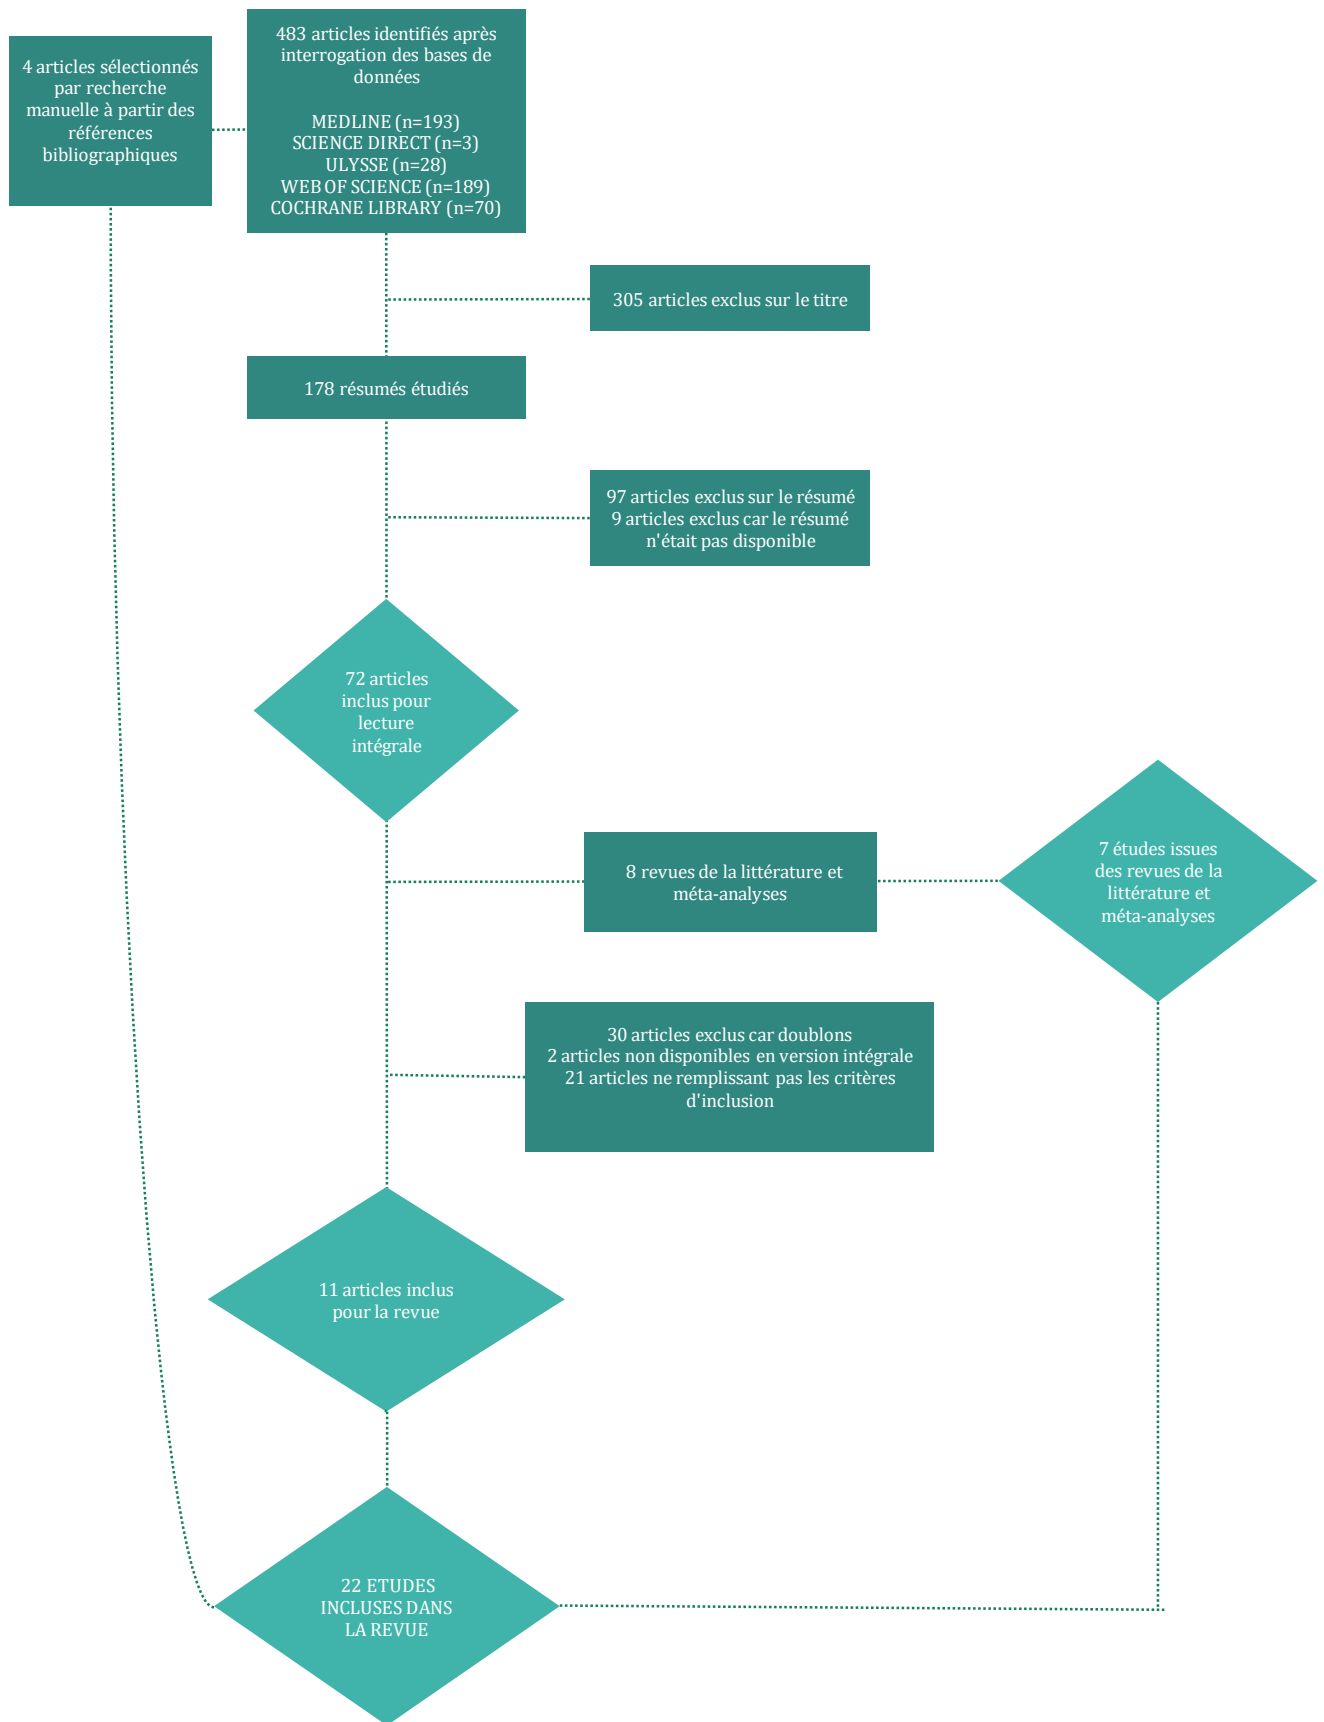 4 articles sélectionnés
par recherche
manuelle à partir des
références
bibliographiques
483 articles identifiés après
interrogation des bases de
données
MEDLINE (n=193)
SCIENCE DIRECT (n=3)
ULYSSE (n=28)
WEB OF SCIENCE (n=189)
COCHRANE LIBRARY (n=70)
305 articles exclus sur le titre
178 résumés étudiés
97 articles exclus sur le résumé
9 articles exclus car le résumé
n'était pas disponible
72 articles
inclus pour
lecture
intégrale
8 revues de la littérature et
méta-analyses
7 études issues
des revues de la
littérature et
méta-analyses
30 articles exclus car doublons
2 articles non disponibles en version intégrale
21 articles ne remplissant pas les critères
d'inclusion
11 articles inclus
pour la revue
22 ETUDES
INCLUSES DANS
LA REVUE